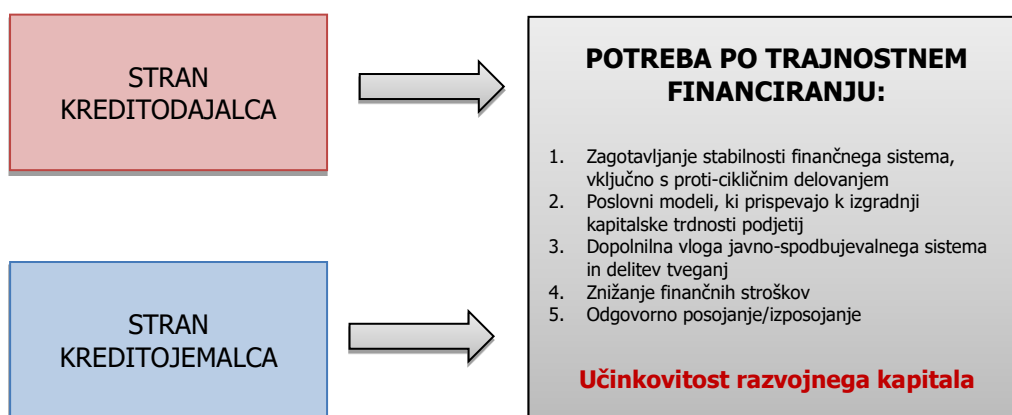 STRAN
KREDITODAJALCA
STRAN
KREDITOJEMALCA
POTREBA PO TRAJNOSTNEM
FINANCIRANJU:
1. Zagotavljanje stabilnosti finančnega sistema,
vključno s proti-cikličnim delovanjem
2. Poslovni modeli, ki prispevajo k izgradnji
kapitalske trdnosti podjetij
3. Dopolnilna vloga javno-spodbujevalnega sistema
in delitev tveganj
4. Znižanje finančnih stroškov
5. Odgovorno posojanje/izposojanje
Učinkovitost razvojnega kapitala